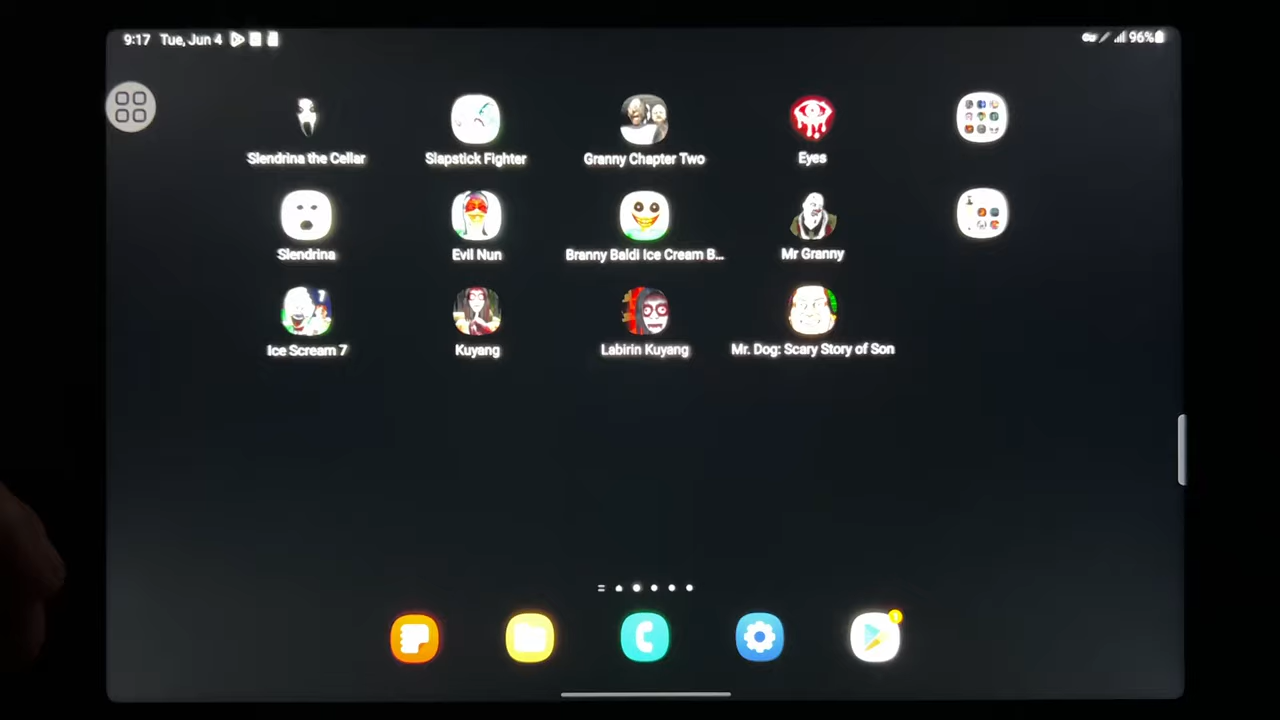 9:17 Tue, Jun 4 96%
Slendrina the Cellar Slapstick Fighter Granny Chapter Two Eyes
Slendrina Evil Nun Branny Baldi Ice Cream B... Mr Granny
7
Ice Scream 7 Kuyang Labirin Kuyang Mr. Dog: Scary Story of Son